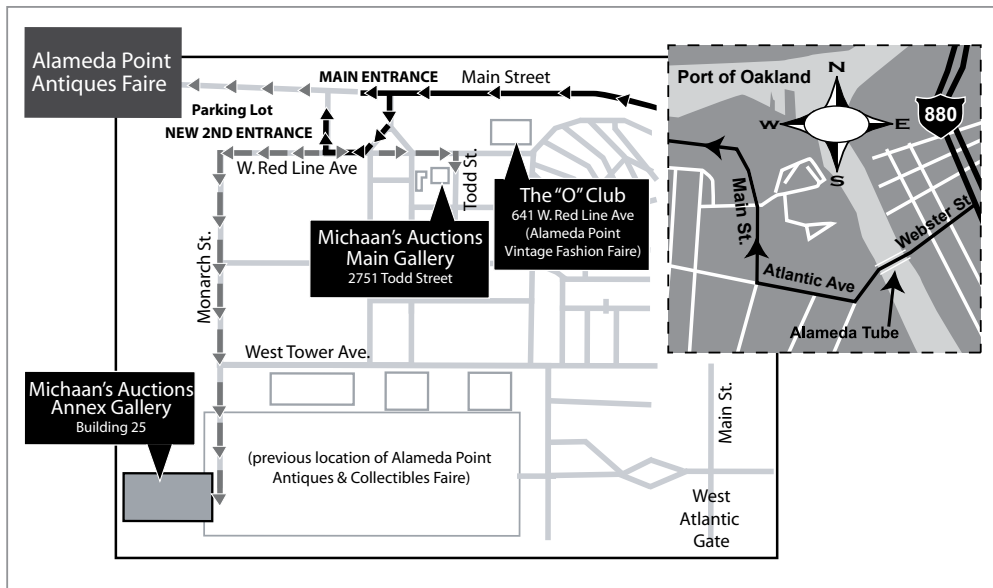 Alameda Point
Antiques Faire
MAIN ENTRANCE
Main Street
Parking Lot
NEW 2ND ENTRANCE
W. Red Line Ave
Todd St.
The "O" Club
641 W. Red Line Ave
(Alameda Point
Vintage Fashion Faire)
Michaan's Auctions
Main Gallery
2751 Todd Street
Monarch St.
West Tower Ave.
Michaan's Auctions
Annex Gallery
Building 25
(previous location of Alameda Point
Antiques & Collectibles Faire)
Main St.
West
Atlantic
Gate
Port of Oakland
N
W
E
S
880
Main St.
Webster St
Atlantic Ave
Alameda Tube